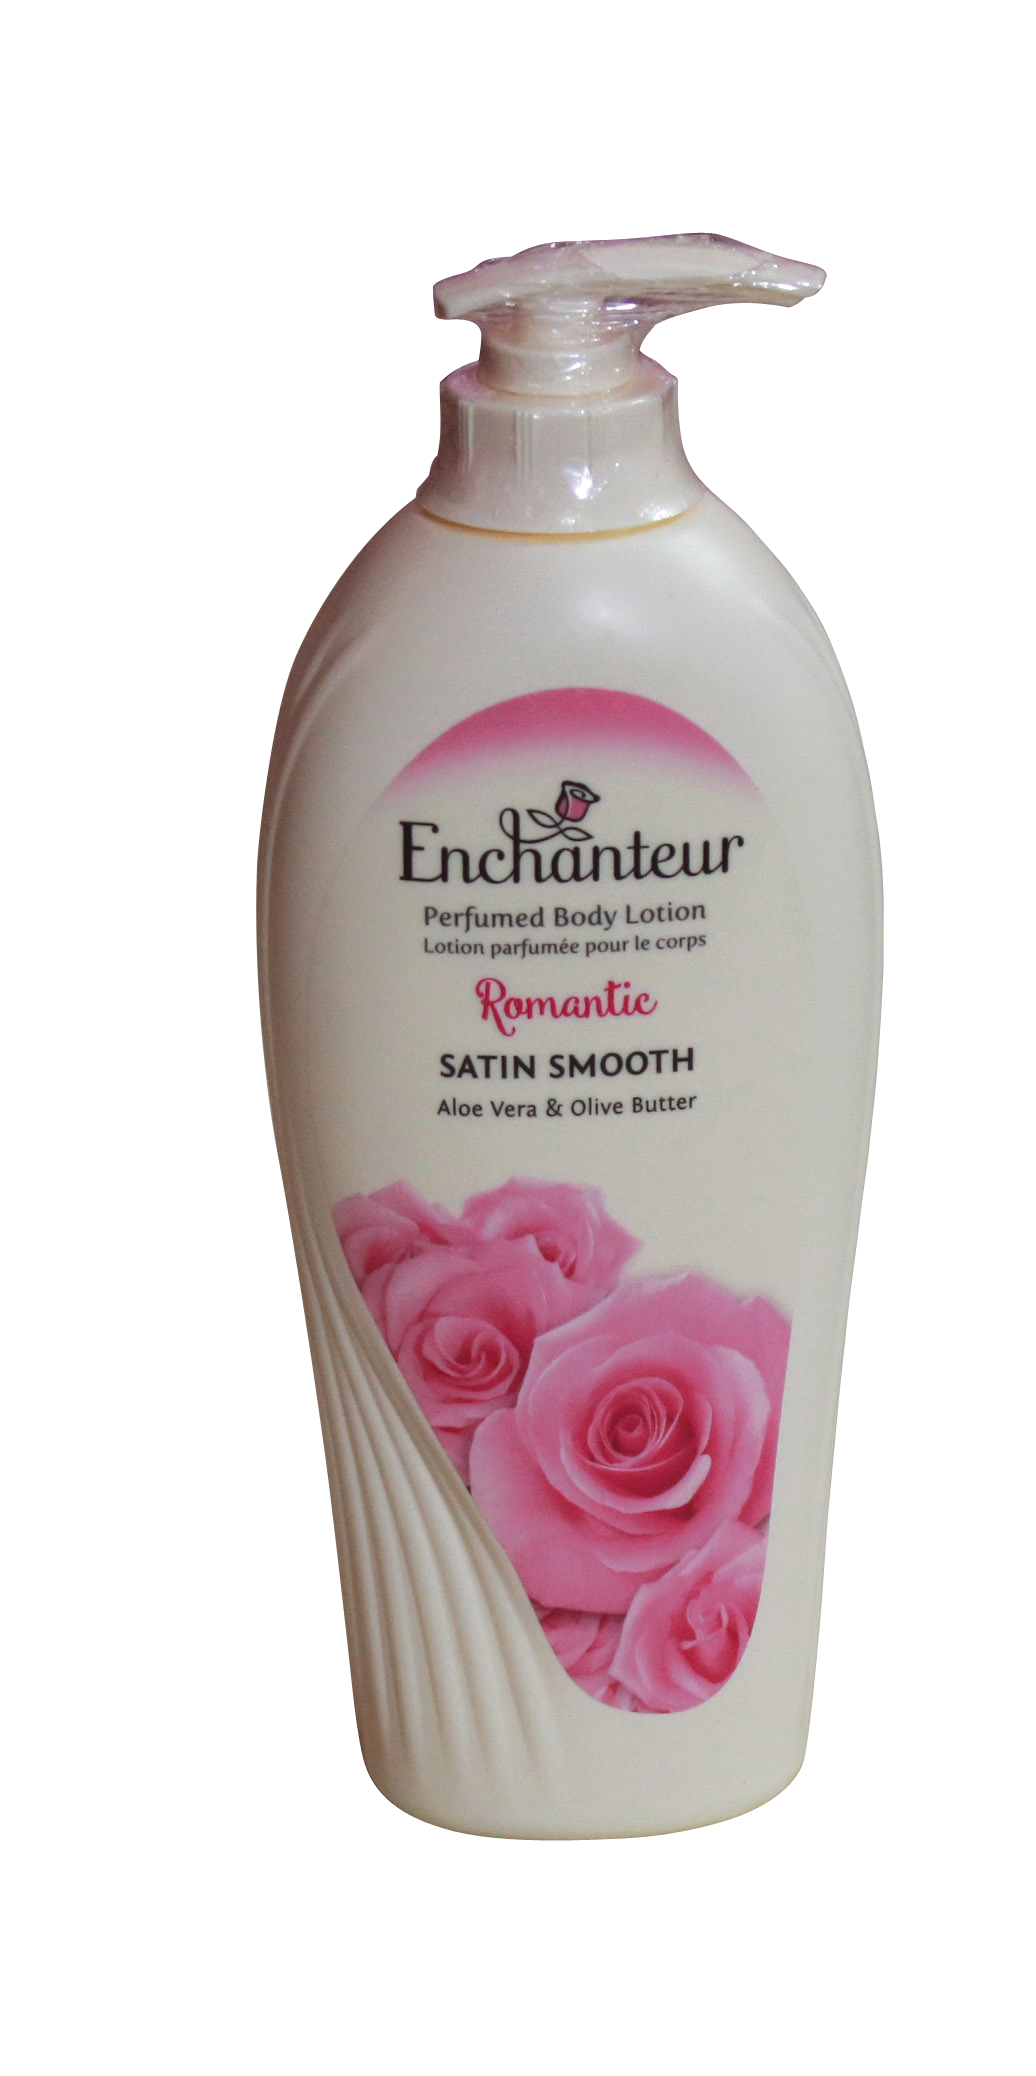 Enchanteur
Perfumed Body Lotion
Lotion parfumée pour le corps
Romantic
SATIN SMOOTH
Aloe Vera & Olive Butter